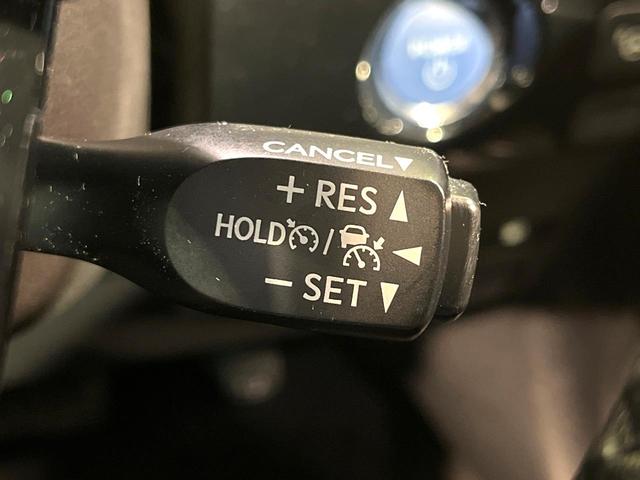 CANCEL▼
+ RES ▲
HOLD / ◀
− SET ▼